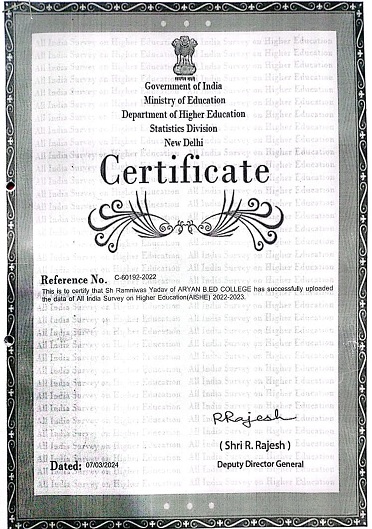 Government of India
Ministry of Education
Department of Higher Education
Statistics Division
New Delhi
Certificate
Reference No. C-60192-2022
This is to certify that Sh Ramniwas Yadav of ARYAN B.ED COLLEGE has successfully uploaded
the data of All India Survey on Higher Education(AISHE) 2022-2023.
RRajesh
( Shri R. Rajesh )
Dated: 07/03/2024
Deputy Director General